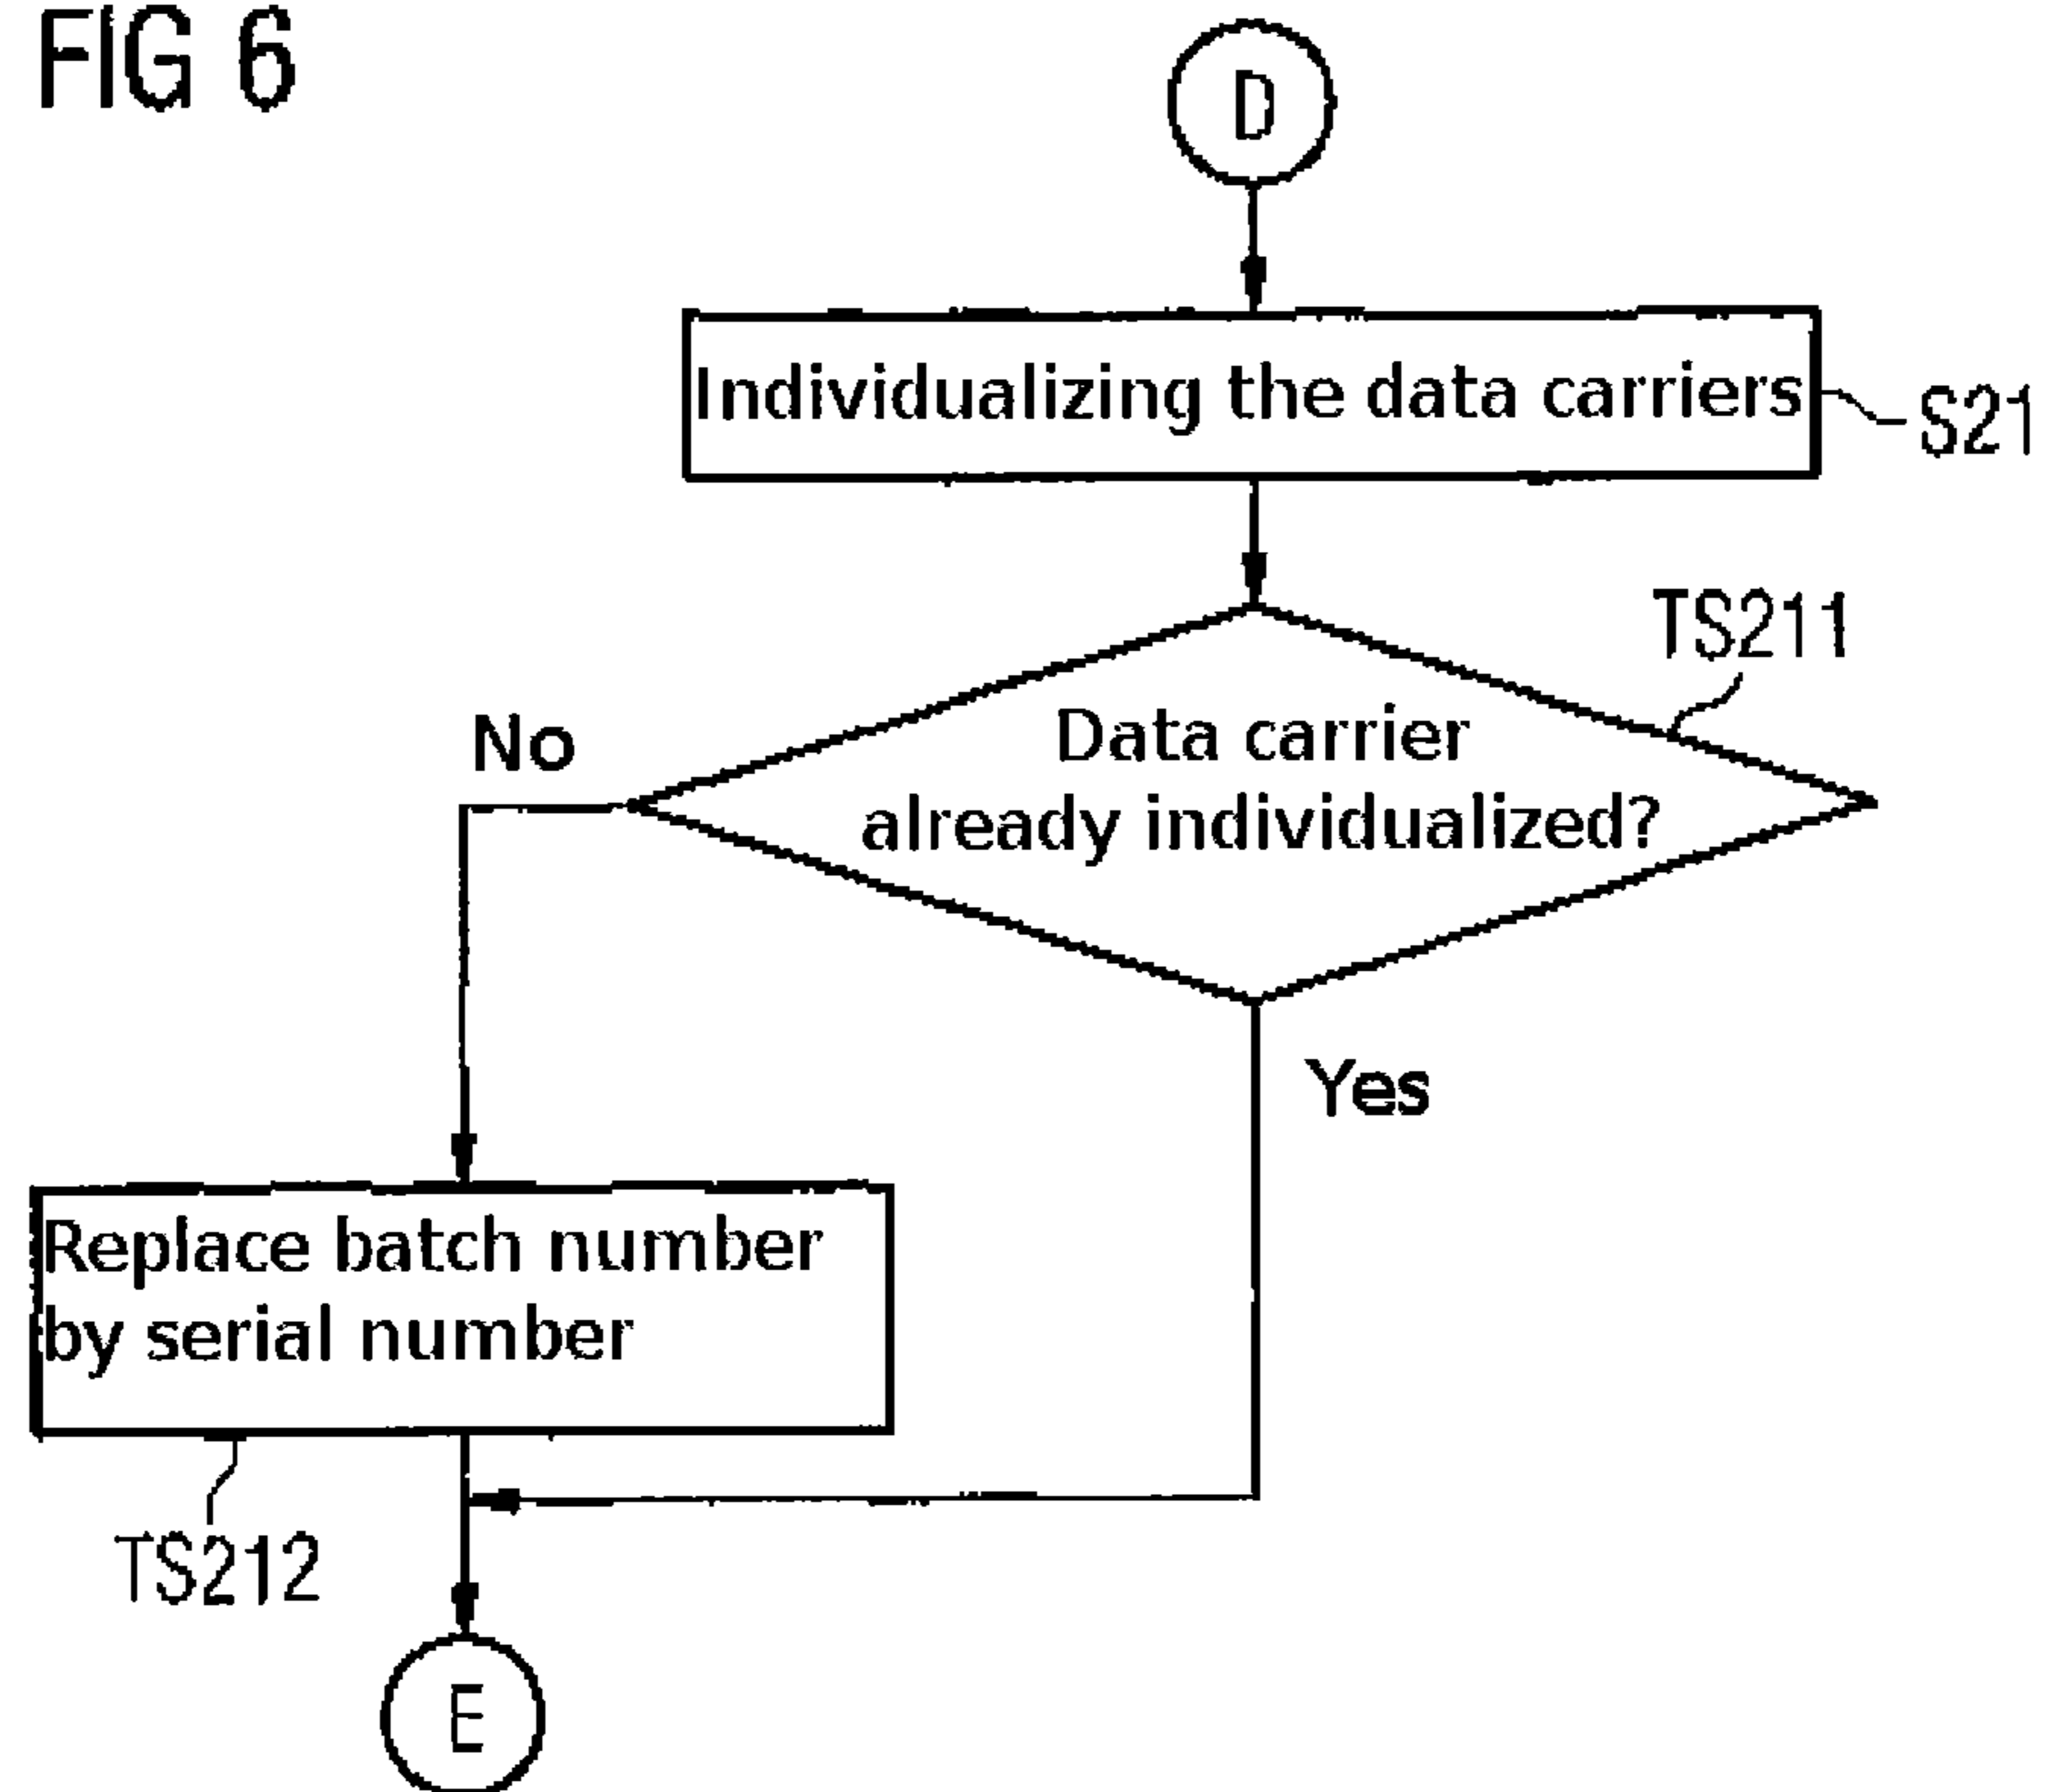 FIG 6
D
Individualizing the data carriers
S21
TS211
Data carrier
already individualized?
No
Yes
Replace batch number
by serial number
TS212
E